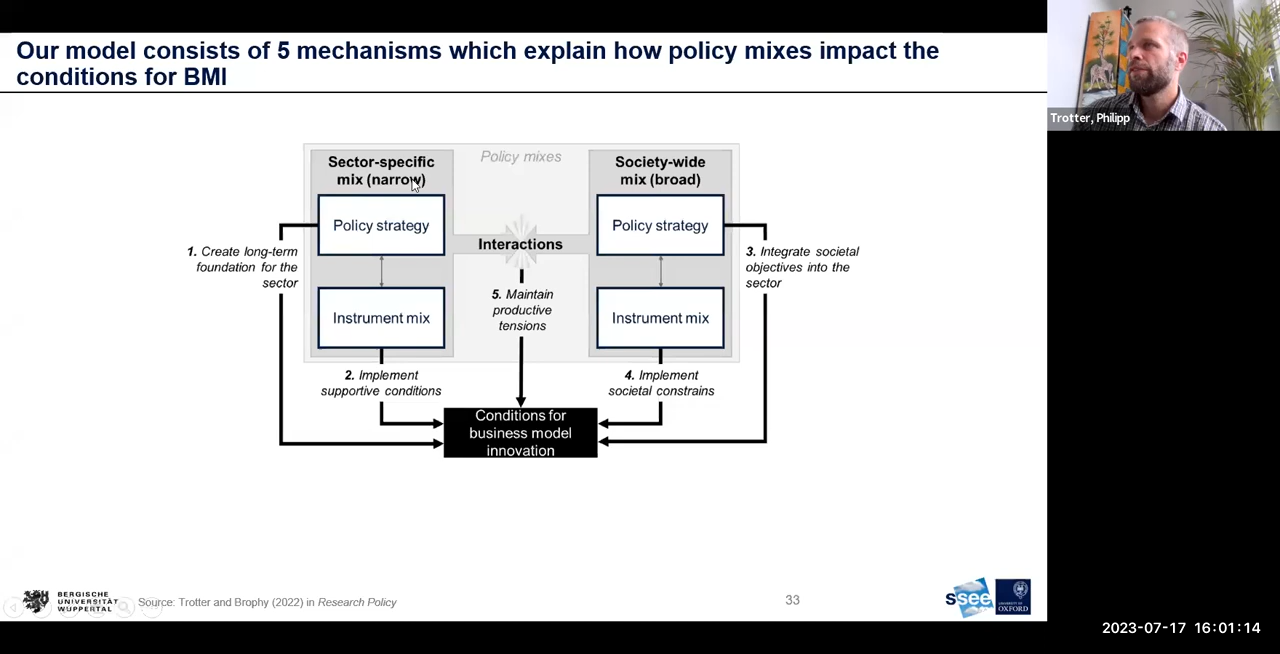 Our model consists of 5 mechanisms which explain how policy mixes impact the
conditions for BMI
Trotter, Philipp
Policy mixes
Sector-specific
mix (narrow)
Society-wide
mix (broad)
Policy strategy
Policy strategy
Interactions
1. Create long-term
foundation for the
sector
3. Integrate societal
objectives into the
sector
5. Maintain
productive
tensions
Instrument mix
Instrument mix
2. Implement
supportive conditions
4. Implement
societal constrains
Conditions for
business model
innovation
BERGISCHE
UNIVERSITÄT
WUPPERTAL
Source: Trotter and Brophy (2022) in Research Policy
33
ssee
UNIVERSITY OF
OXFORD
2023-07-17 16:01:14